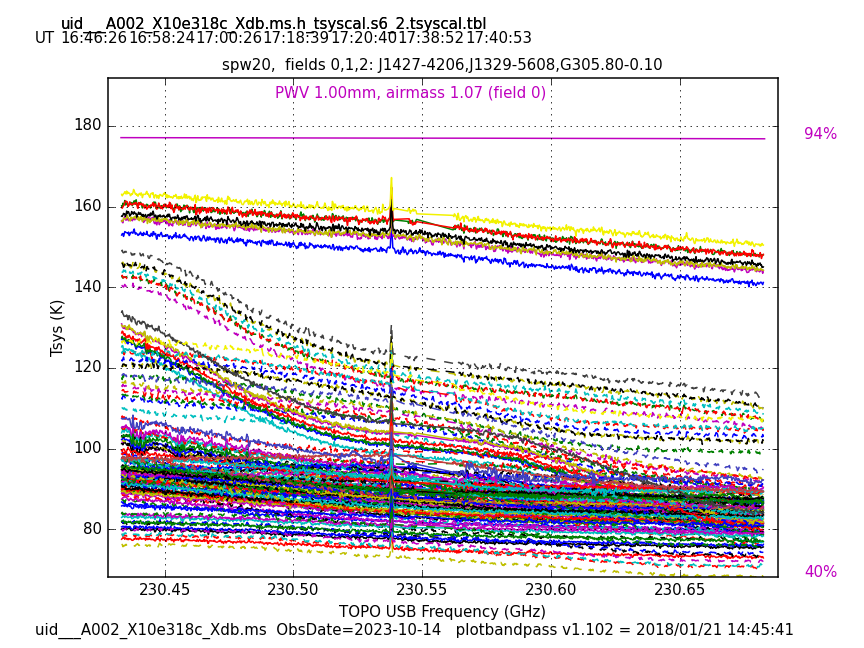 uid___A002_X10e318c_Xdb.ms.h_tsyscal.s6_2.tsyscal.tbl
UT 16:46:26 16:58:24 17:00:26 17:18:39 17:20:40 17:38:52 17:40:53
spw20,  fields 0,1,2: J1427-4206,J1329-5608,G305.80-0.10
PWV 1.00mm, airmass 1.07 (field 0)
94%
40%
Tsys (K)
180
160
140
120
100
80
230.45 230.50 230.55 230.60 230.65
TOPO USB Frequency (GHz)
uid___A002_X10e318c_Xdb.ms  ObsDate=2023-10-14   plotbandpass v1.102 = 2018/01/21 14:45:41